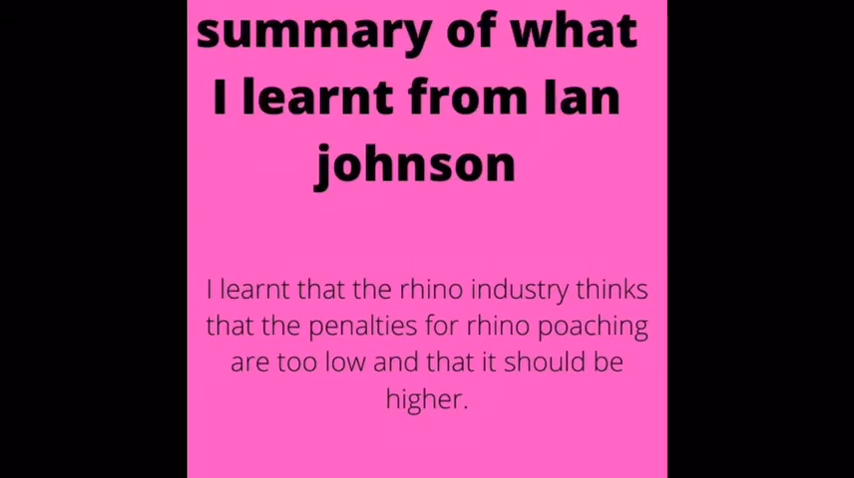 summary of what
I learnt from Ian
johnson
I learnt that the rhino industry thinks
that the penalties for rhino poaching
are too low and that it should be
higher.